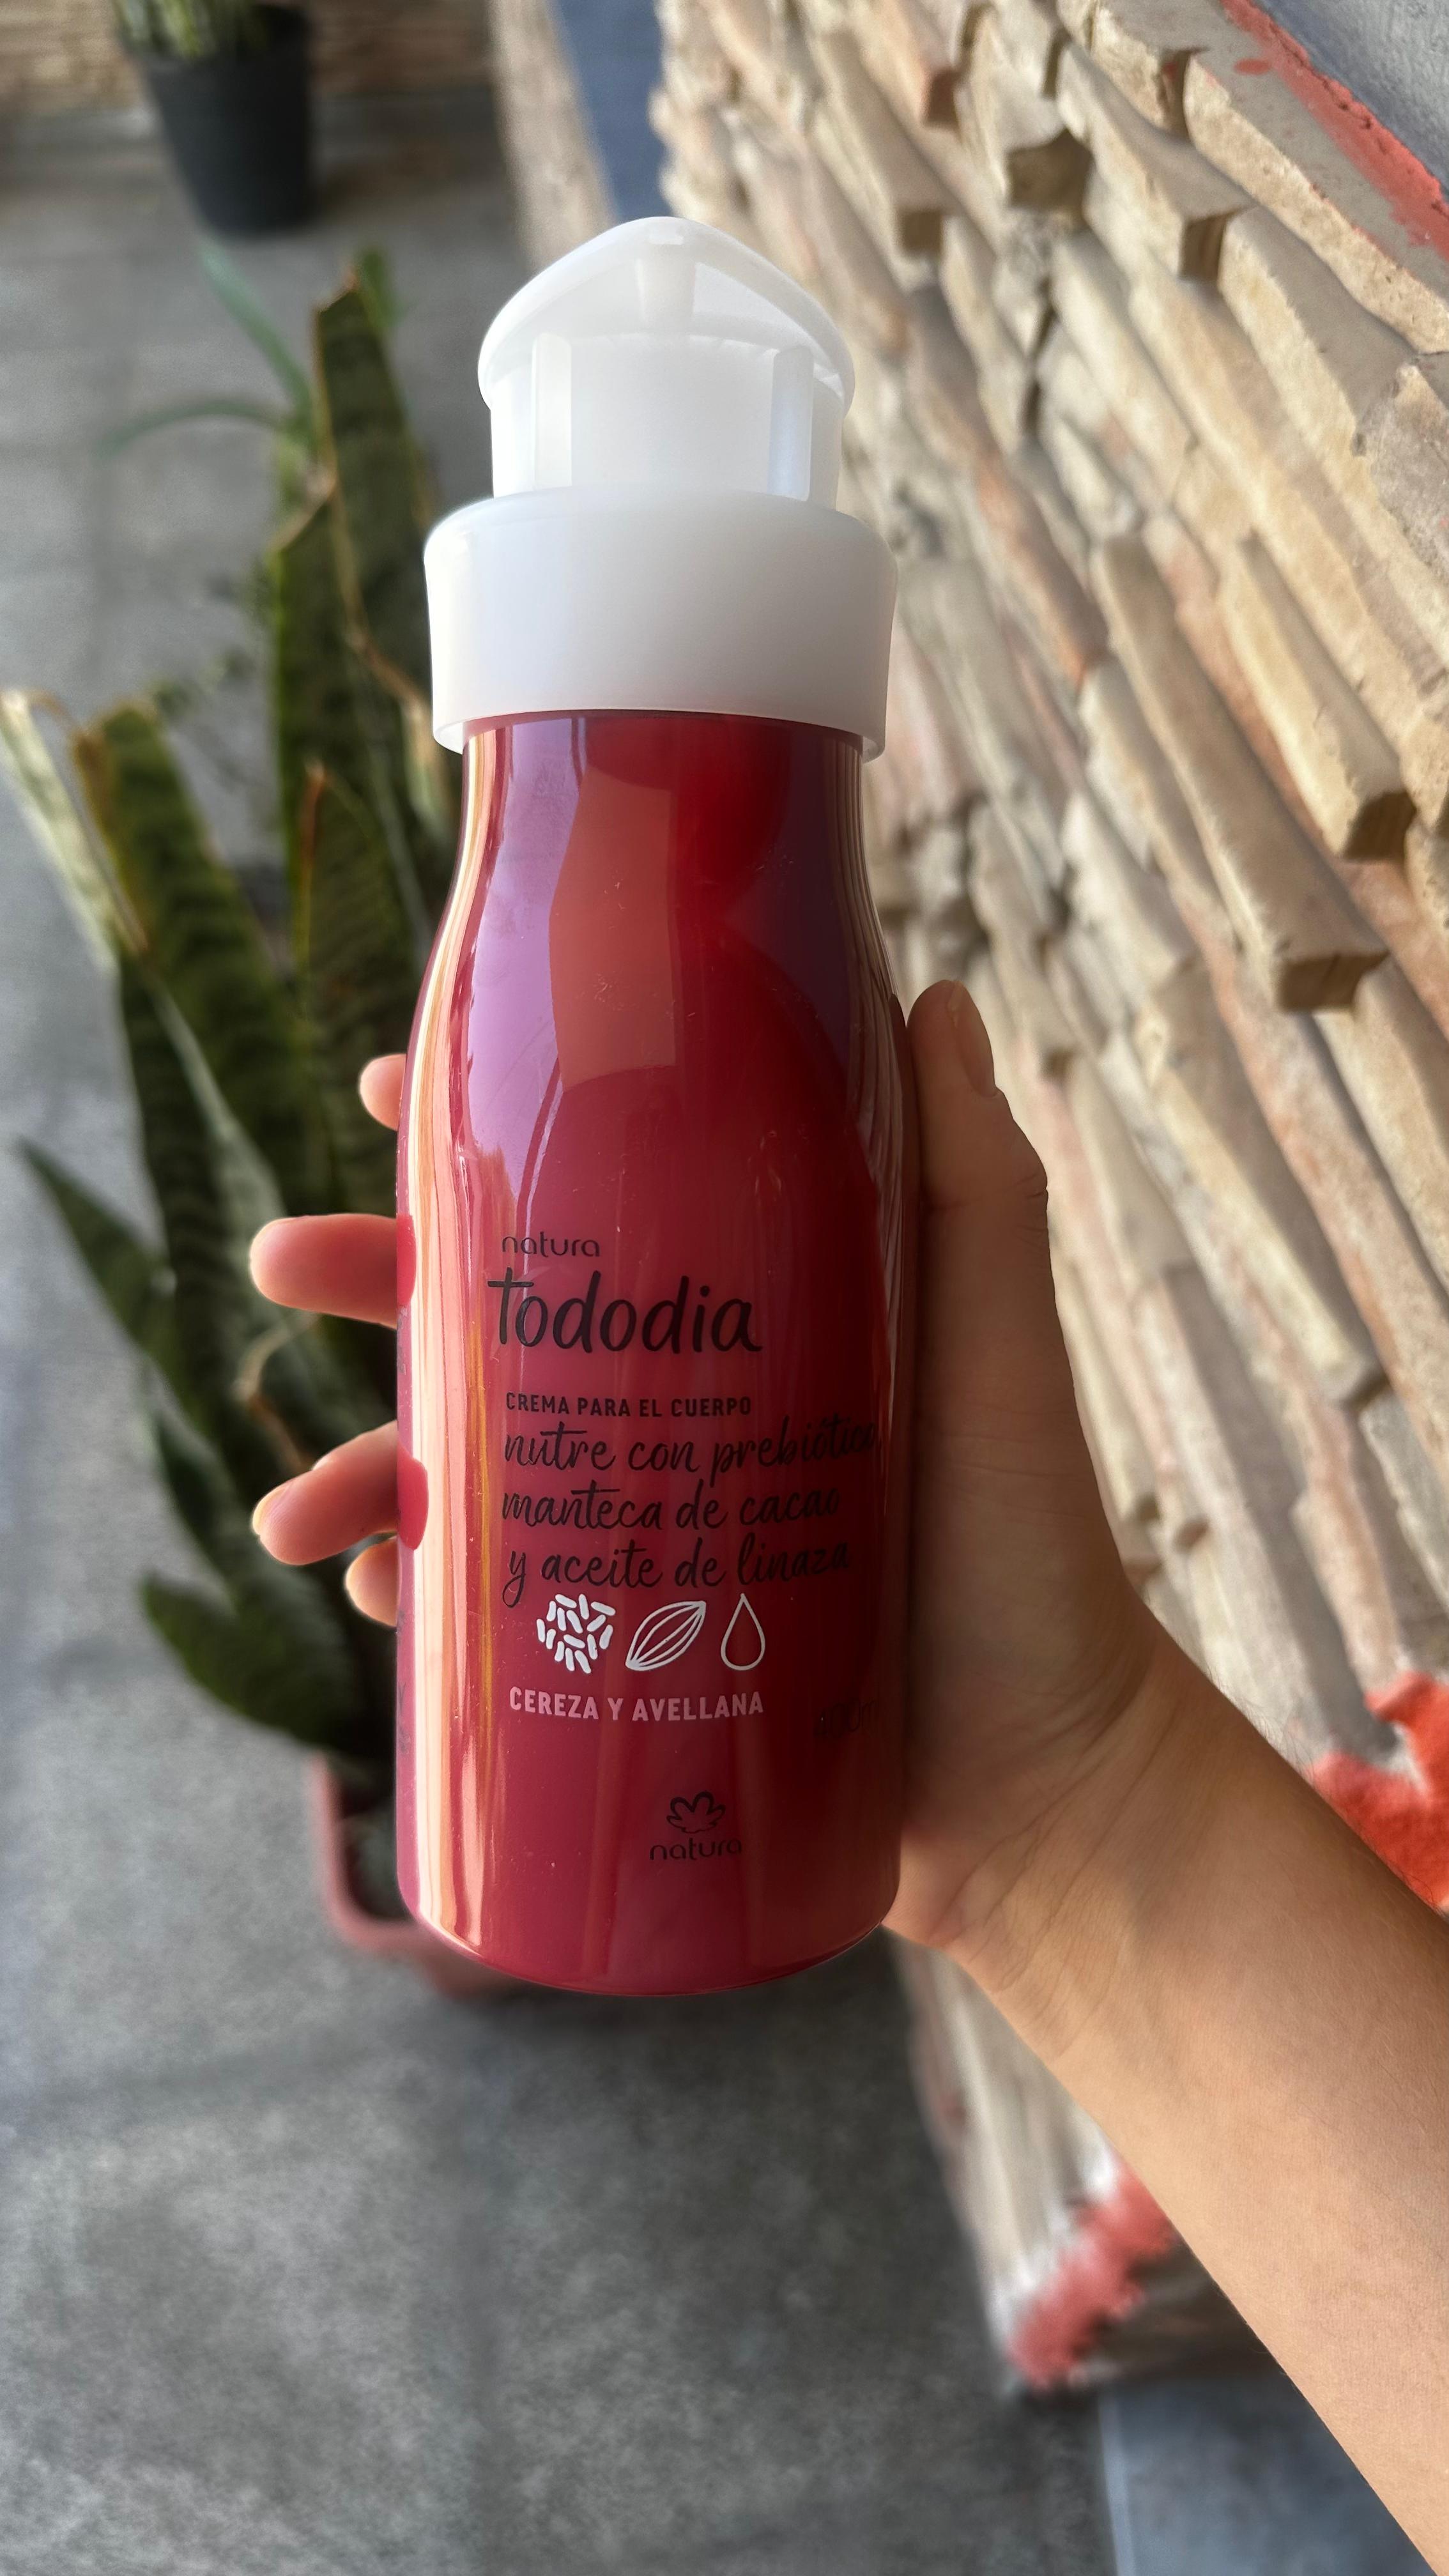 natura
tododia
CREMA PARA EL CUERPO
nutre con prebiótico,
manteca de cacao
y aceite de linaza
CEREZA Y AVELLANA
natura